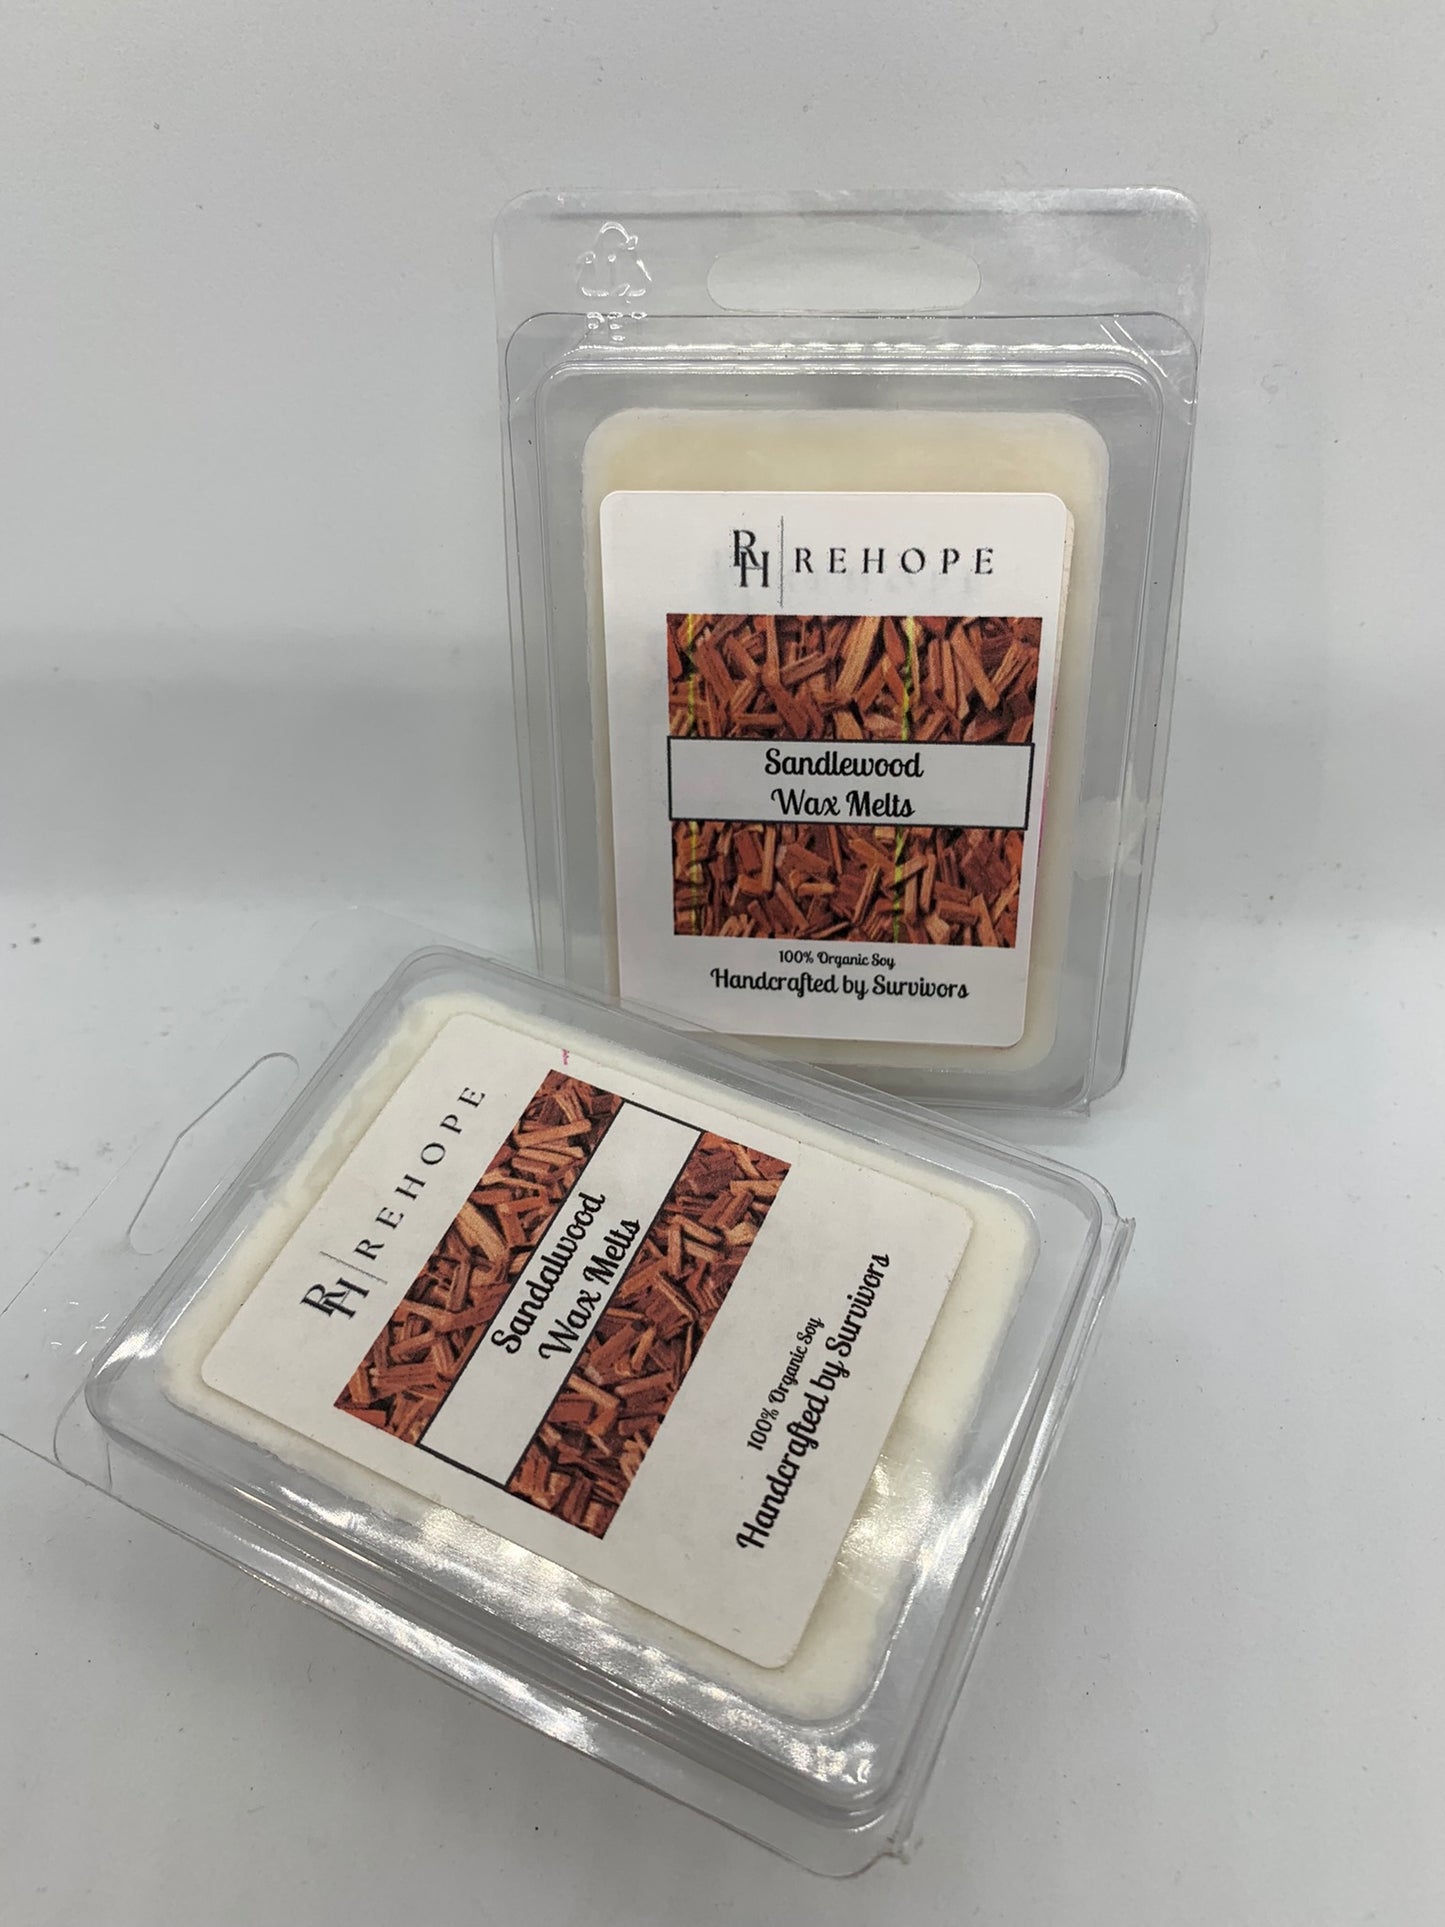 RH REHOPE
Sandlewood
Wax Melts
100% Organic Soy
Handcrafted by Survivors
RH REHOPE
Sandalwood
Wax Melts
100% Organic Soy
Handcrafted by Survivors